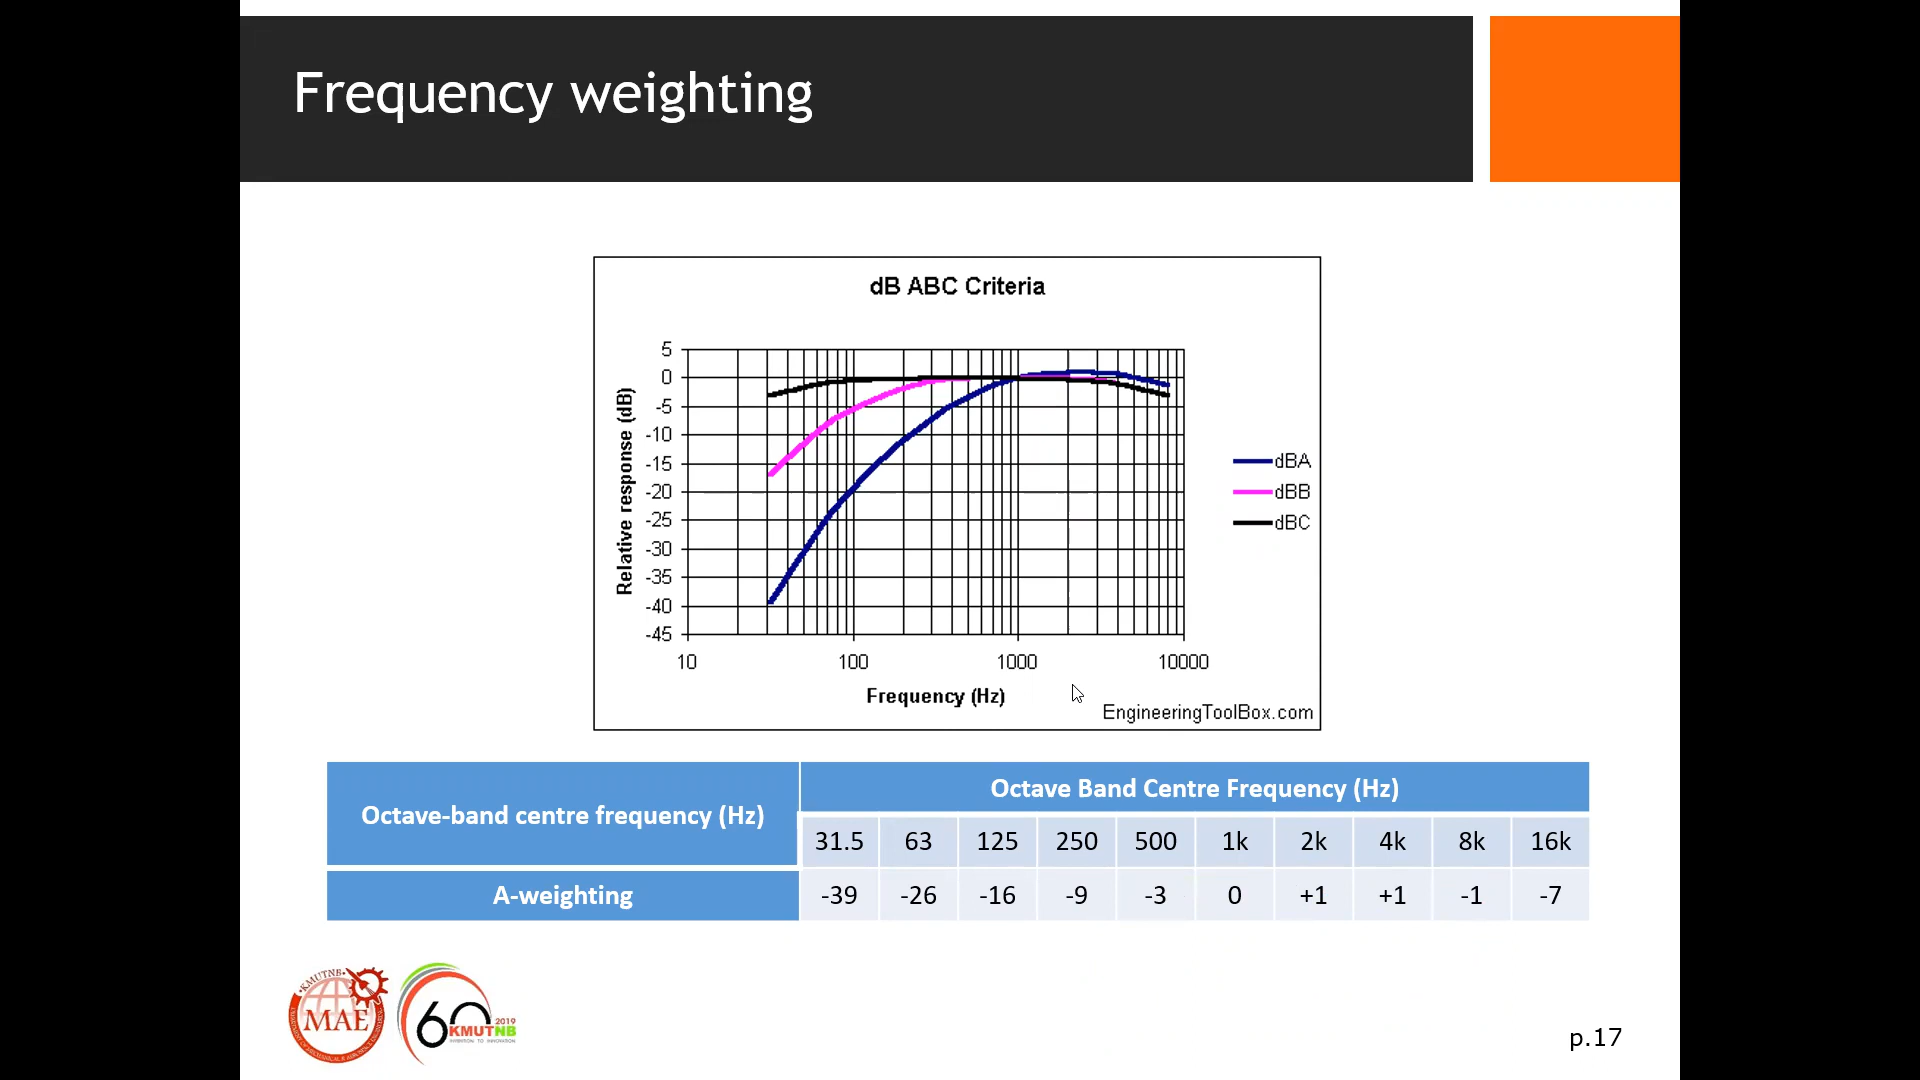 Frequency weighting
dB ABC Criteria
5
0
-5
-10
-15
-20
-25
-30
-35
-40
-45
Relative response (dB)
10 100 1000 10000
Frequency (Hz)
dBA
dBB
dBC
EngineeringToolBox.com
Octave-band centre frequency (Hz)
Octave Band Centre Frequency (Hz)
31.5 63 125 250 500 1k 2k 4k 8k 16k
A-weighting -39 -26 -16 -9 -3 0 +1 +1 -1 -7
KMUTNB
MAE
60
2019
KMUTNB
p.17